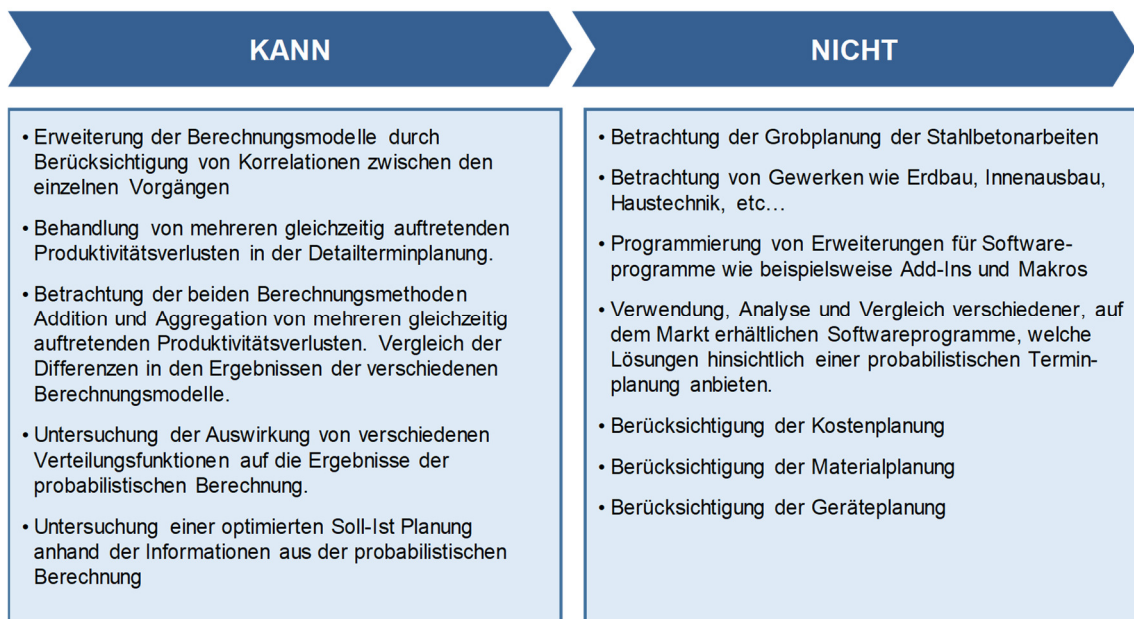 KANN
• Erweiterung der Berechnungsmodelle durch
Berücksichtigung von Korrelationen zwischen den
einzelnen Vorgängen
• Behandlung von mehreren gleichzeitig auftretenden
Produktivitätsverlusten in der Detailterminplanung.
• Betrachtung der beiden Berechnungsmethoden
Addition und Aggregation von mehreren gleichzeitig
auftretenden Produktivitätsverlusten. Vergleich der
Differenzen in den Ergebnissen der verschiedenen
Berechnungsmodelle.
• Untersuchung der Auswirkung von verschiedenen
Verteilungsfunktionen auf die Ergebnisse der
probabilistischen Berechnung.
• Untersuchung einer optimierten Soll-Ist Planung
anhand der Informationen aus der probabilistischen
Berechnung
NICHT
• Betrachtung der Grobplanung der Stahlbetonarbeiten
• Betrachtung von Gewerken wie Erdbau, Innenausbau,
Haustechnik, etc…
• Programmierung von Erweiterungen für Software-
programme wie beispielsweise Add-Ins und Makros
• Verwendung, Analyse und Vergleich verschiedener, auf
dem Markt erhältlichen Softwareprogramme, welche
Lösungen hinsichtlich einer probabilistischen Termin-
planung anbieten.
• Berücksichtigung der Kostenplanung
• Berücksichtigung der Materialplanung
• Berücksichtigung der Geräteplanung